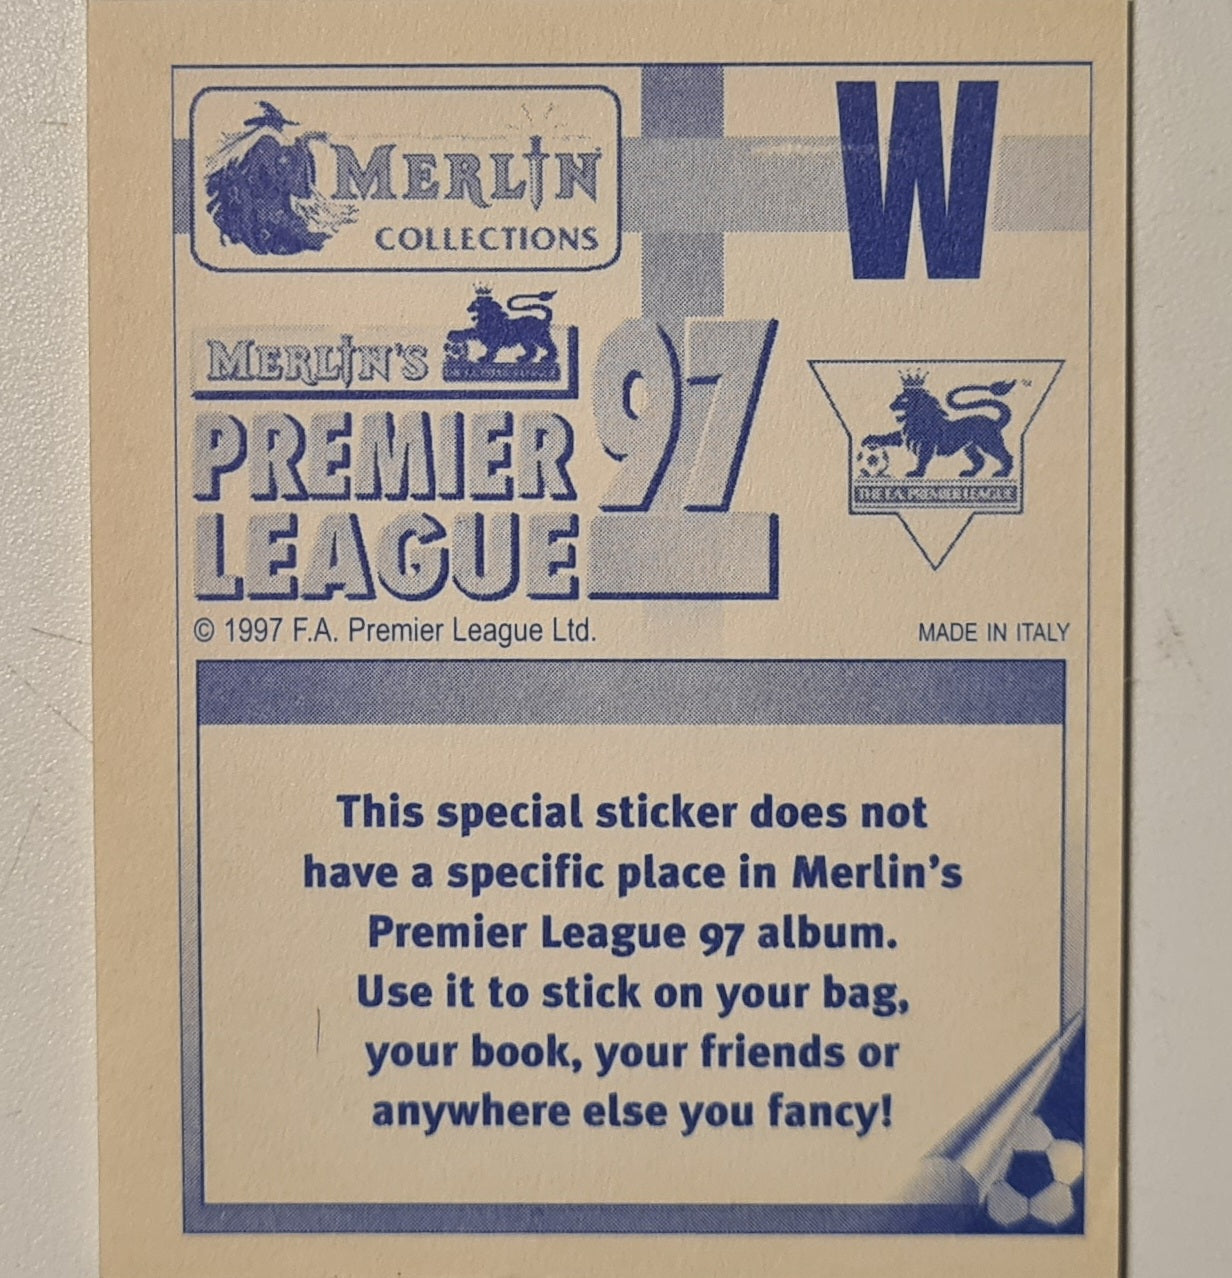 MERLIN
COLLECTIONS
W
MERLIN'S
PREMIER
LEAGUE
97
THE F.A. PREMIER LEAGUE
™
© 1997 F.A. Premier League Ltd.
MADE IN ITALY
This special sticker does not
have a specific place in Merlin's
Premier League 97 album.
Use it to stick on your bag,
your book, your friends or
anywhere else you fancy!